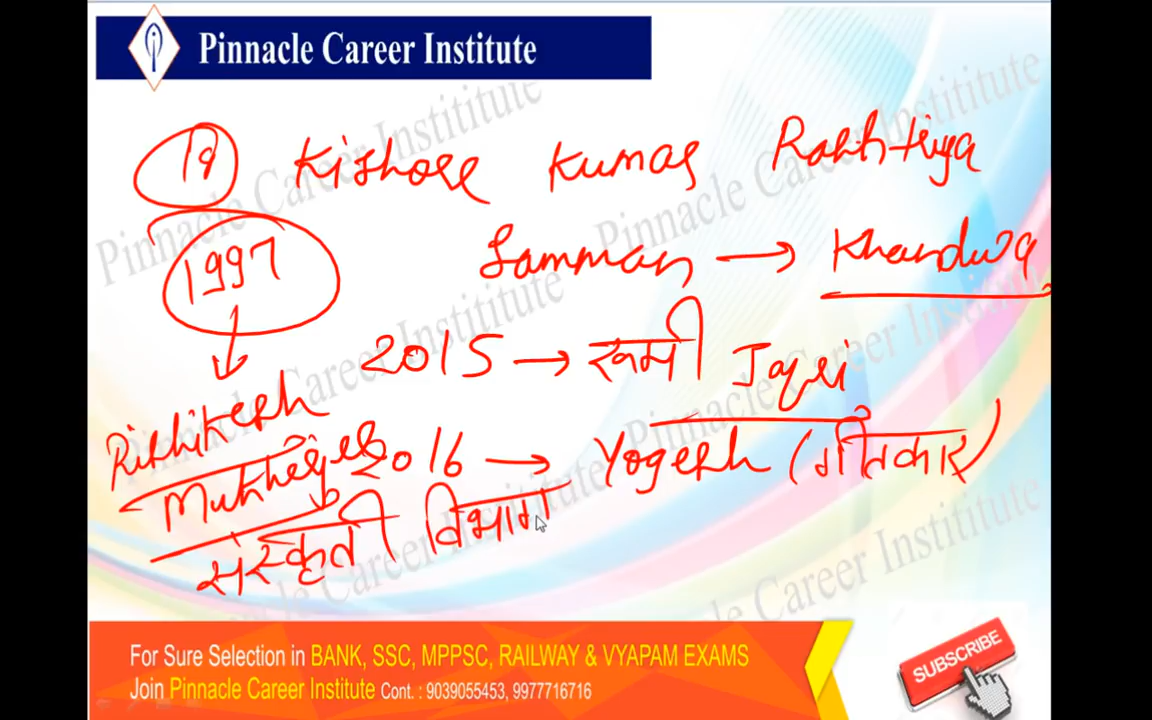 Pinnacle Career Institute
19 Kishore Kumar Rashtriya
Samman → Khandwa
1997
2015 → रूमी Jafri
Rishikesh
Mukherjee
2016 → Yogesh (गीतकार)
संस्कृती विभाग
For Sure Selection in BANK, SSC, MPPSC, RAILWAY & VYAPAM EXAMS
Join Pinnacle Career Institute Cont. : 9039055453, 9977716716
SUBSCRIBE